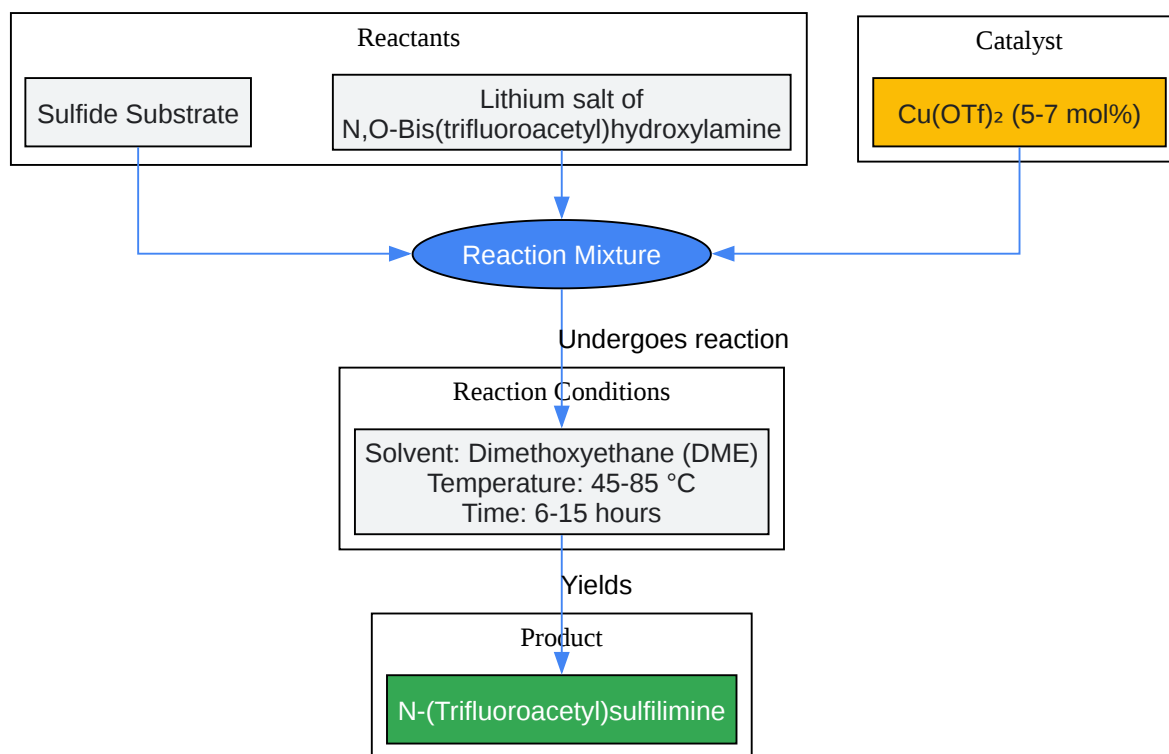 Reactants
Catalyst
Sulfide Substrate
Lithium salt of
N,O-Bis(trifluoroacetyl)hydroxylamine
Cu(OTf)₂ (5-7 mol%)
Reaction Mixture
Undergoes reaction
Reaction Conditions
Solvent: Dimethoxyethane (DME)
Temperature: 45-85 °C
Time: 6-15 hours
Yields
Product
N-(Trifluoroacetyl)sulfilimine